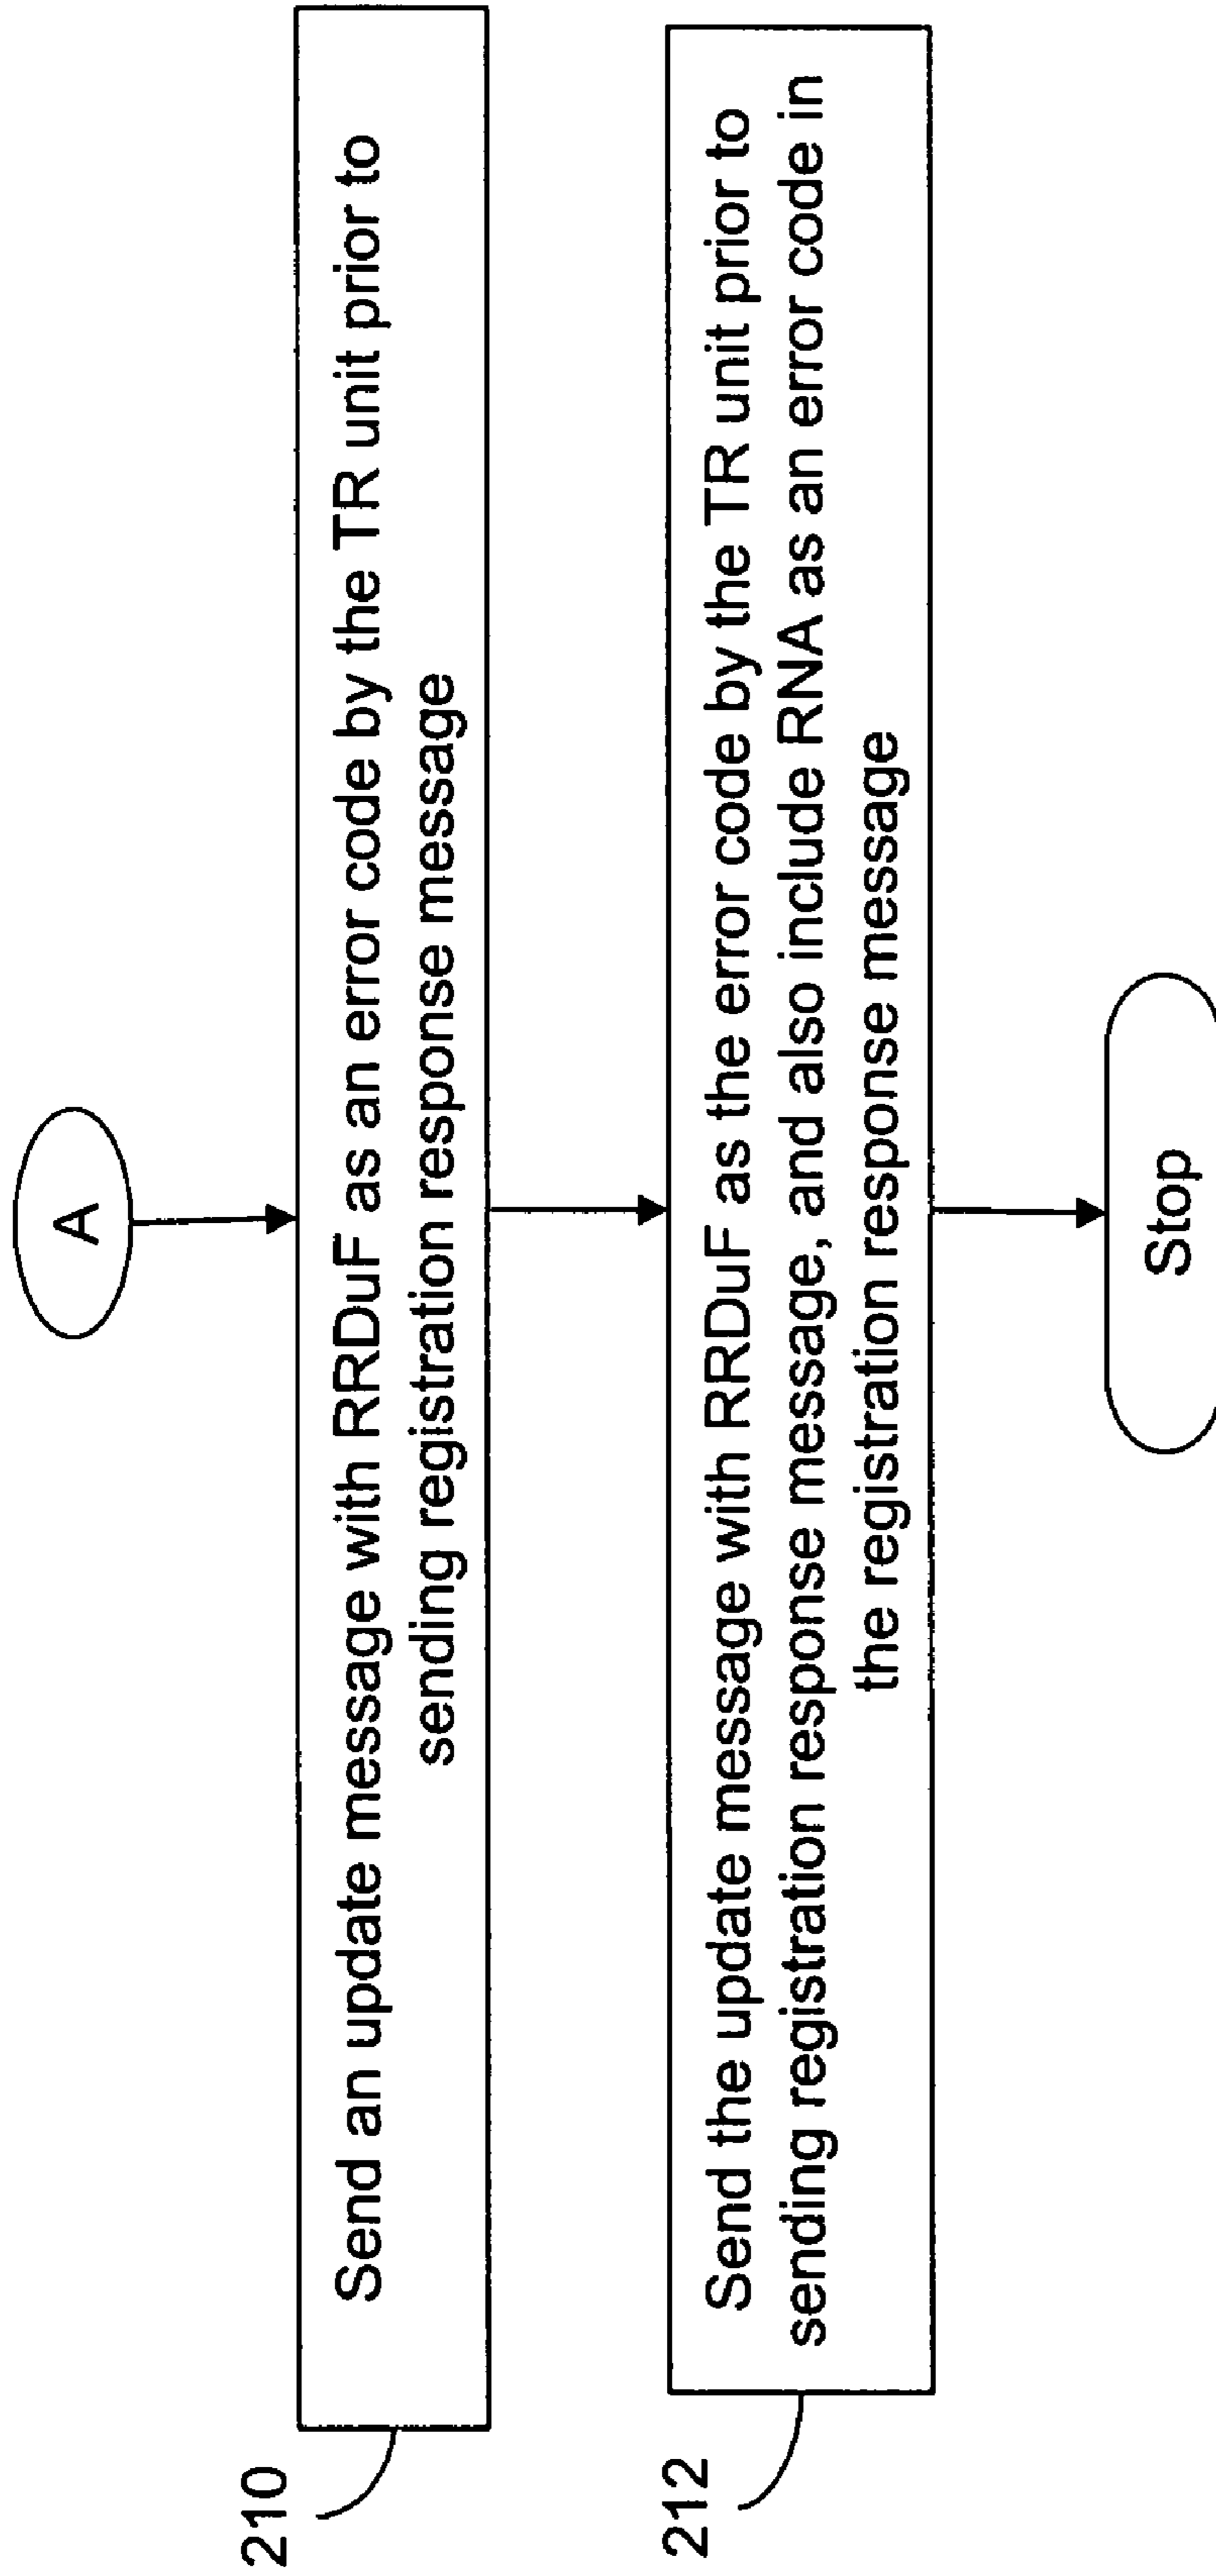 A
210
Send an update message with RRDuF as an error code by the TR unit prior to
sending registration response message
212
Send the update message with RRDuF as the error code by the TR unit prior to
sending registration response message, and also include RNA as an error code in
the registration response message
Stop